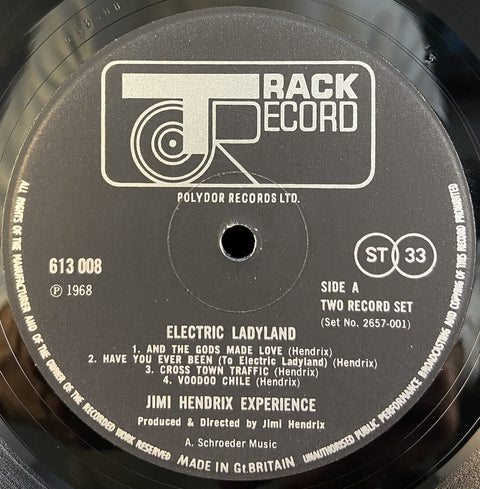 TRACK
RECORD
POLYDOR RECORDS LTD.
613 008
℗ 1968
ST 33
SIDE A
TWO RECORD SET
(Set No. 2657-001)
ELECTRIC LADYLAND
1. AND THE GODS MADE LOVE (Hendrix)
2. HAVE YOU EVER BEEN (To Electric Ladyland) (Hendrix)
3. CROSS TOWN TRAFFIC (Hendrix)
4. VOODOO CHILE (Hendrix)
JIMI HENDRIX EXPERIENCE
Produced & Directed by Jimi Hendrix
A. Schroeder Music
ALL RIGHTS OF THE MANUFACTURER AND OF THE OWNER OF THE RECORDED WORK RESERVED
MADE IN Gt.BRITAIN
UNAUTHORISED PUBLIC PERFORMANCE BROADCASTING AND COPYING OF THIS RECORD PROHIBITED